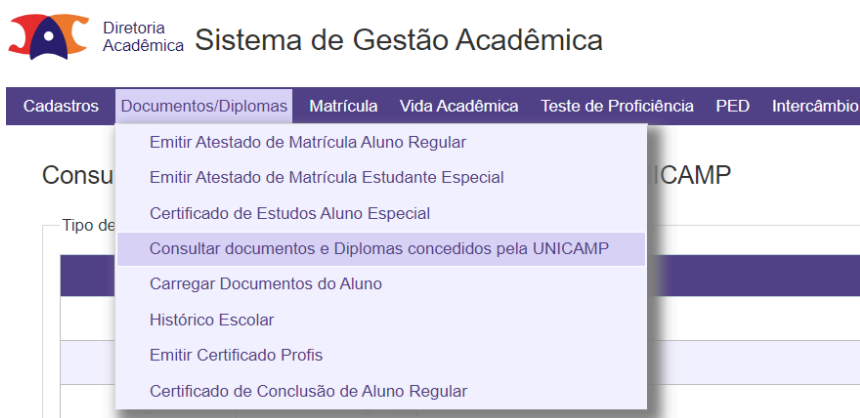 Diretoria
Acadêmica
Sistema de Gestão Acadêmica
Cadastros Documentos/Diplomas Matrícula Vida Acadêmica Teste de Proficiência PED Intercâmbio
Emitir Atestado de Matrícula Aluno Regular
Emitir Atestado de Matrícula Estudante Especial
Consu ICAMP
Certificado de Estudos Aluno Especial
Tipo de
Consultar documentos e Diplomas concedidos pela UNICAMP
Carregar Documentos do Aluno
Histórico Escolar
Emitir Certificado Profis
Certificado de Conclusão de Aluno Regular